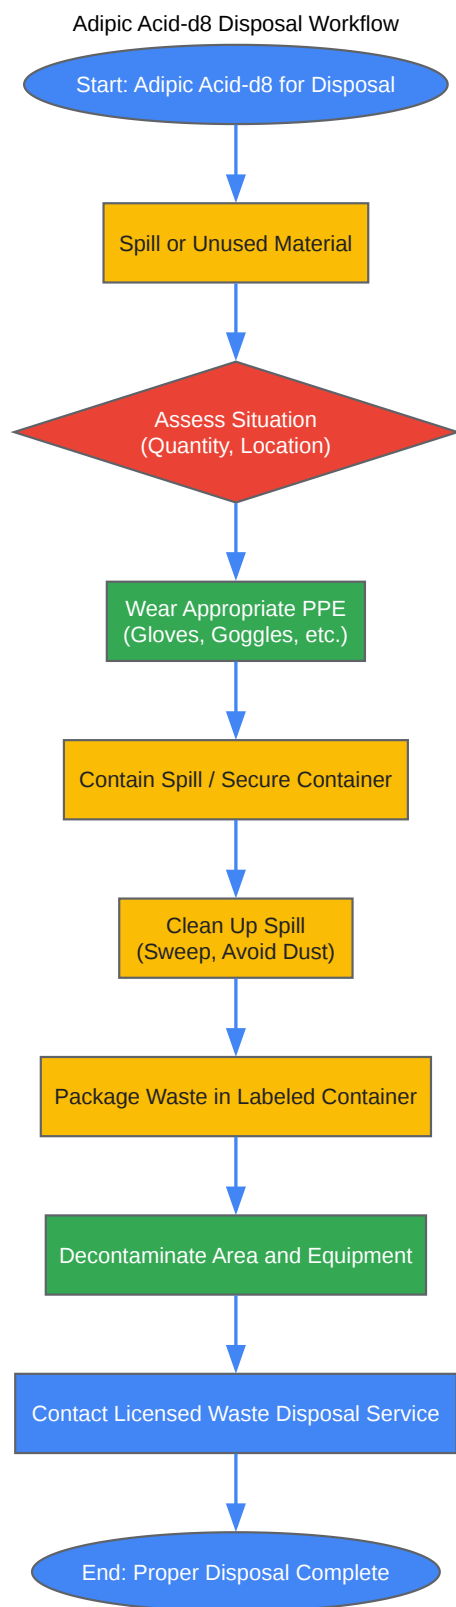 Adipic Acid-d8 Disposal Workflow
Start: Adipic Acid-d8 for Disposal
Spill or Unused Material
Assess Situation
(Quantity, Location)
Wear Appropriate PPE
(Gloves, Goggles, etc.)
Contain Spill / Secure Container
Clean Up Spill
(Sweep, Avoid Dust)
Package Waste in Labeled Container
Decontaminate Area and Equipment
Contact Licensed Waste Disposal Service
End: Proper Disposal Complete